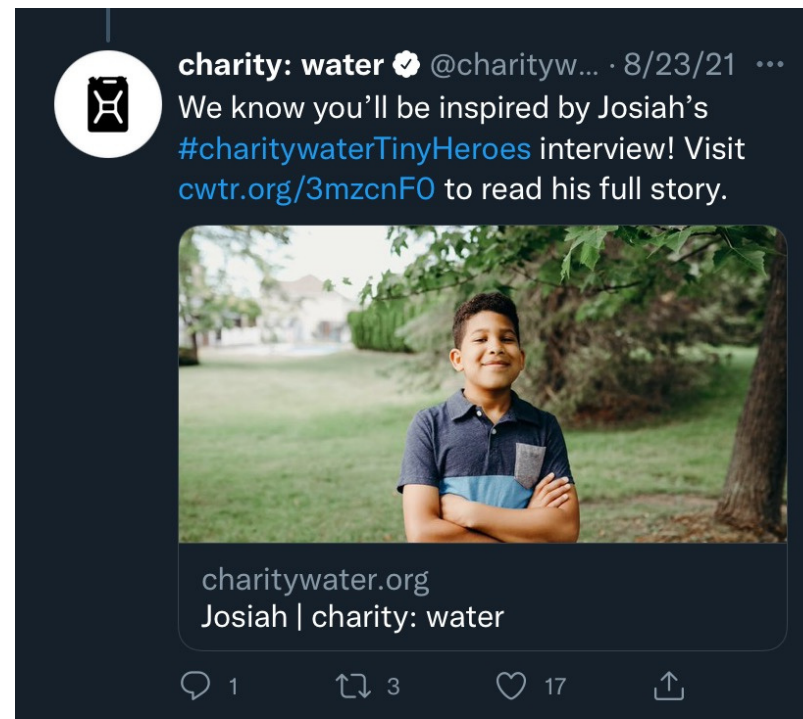 charity: water @charityw... · 8/23/21 ···
We know you’ll be inspired by Josiah’s
#charitywaterTinyHeroes interview! Visit
cwtr.org/3mzcnF0 to read his full story.
charitywater.org
Josiah | charity: water
1 3 17